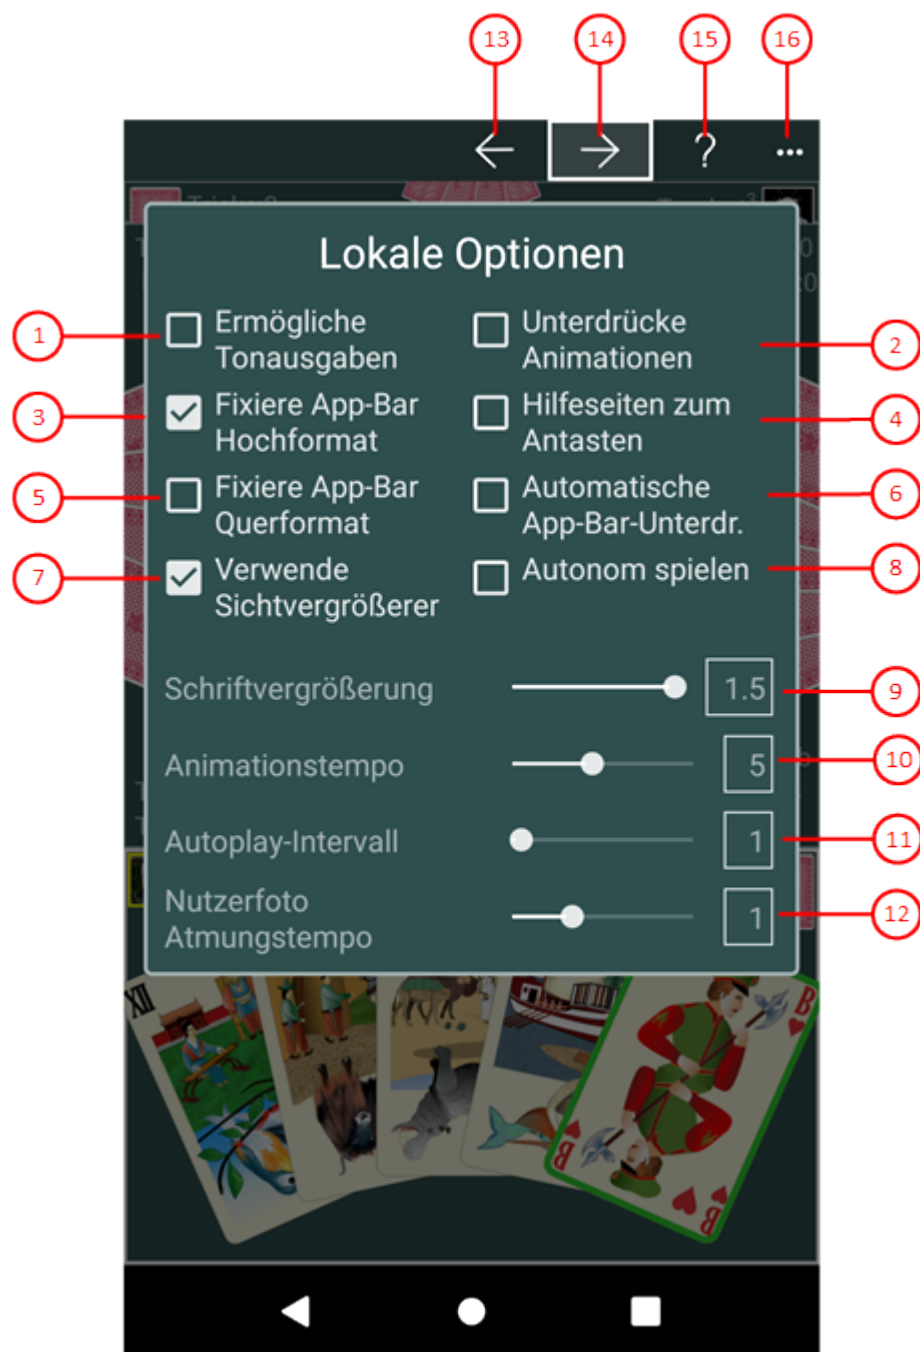 13 14 15 16
?
Lokale Optionen
1 Ermögliche Tonausgaben
Unterdrücke Animationen 2
3 Fixiere App-Bar Hochformat
Hilfeseiten zum Antasten 4
5 Fixiere App-Bar Querformat
Automatische App-Bar-Unterdr. 6
7 Verwende Sichtvergrößerer
Autonom spielen 8
Schriftvergrößerung 1.5 9
Animationstempo 5 10
Autoplay-Intervall 1 11
Nutzerfoto Atmungstempo 1 12
XII
B
B
B
B